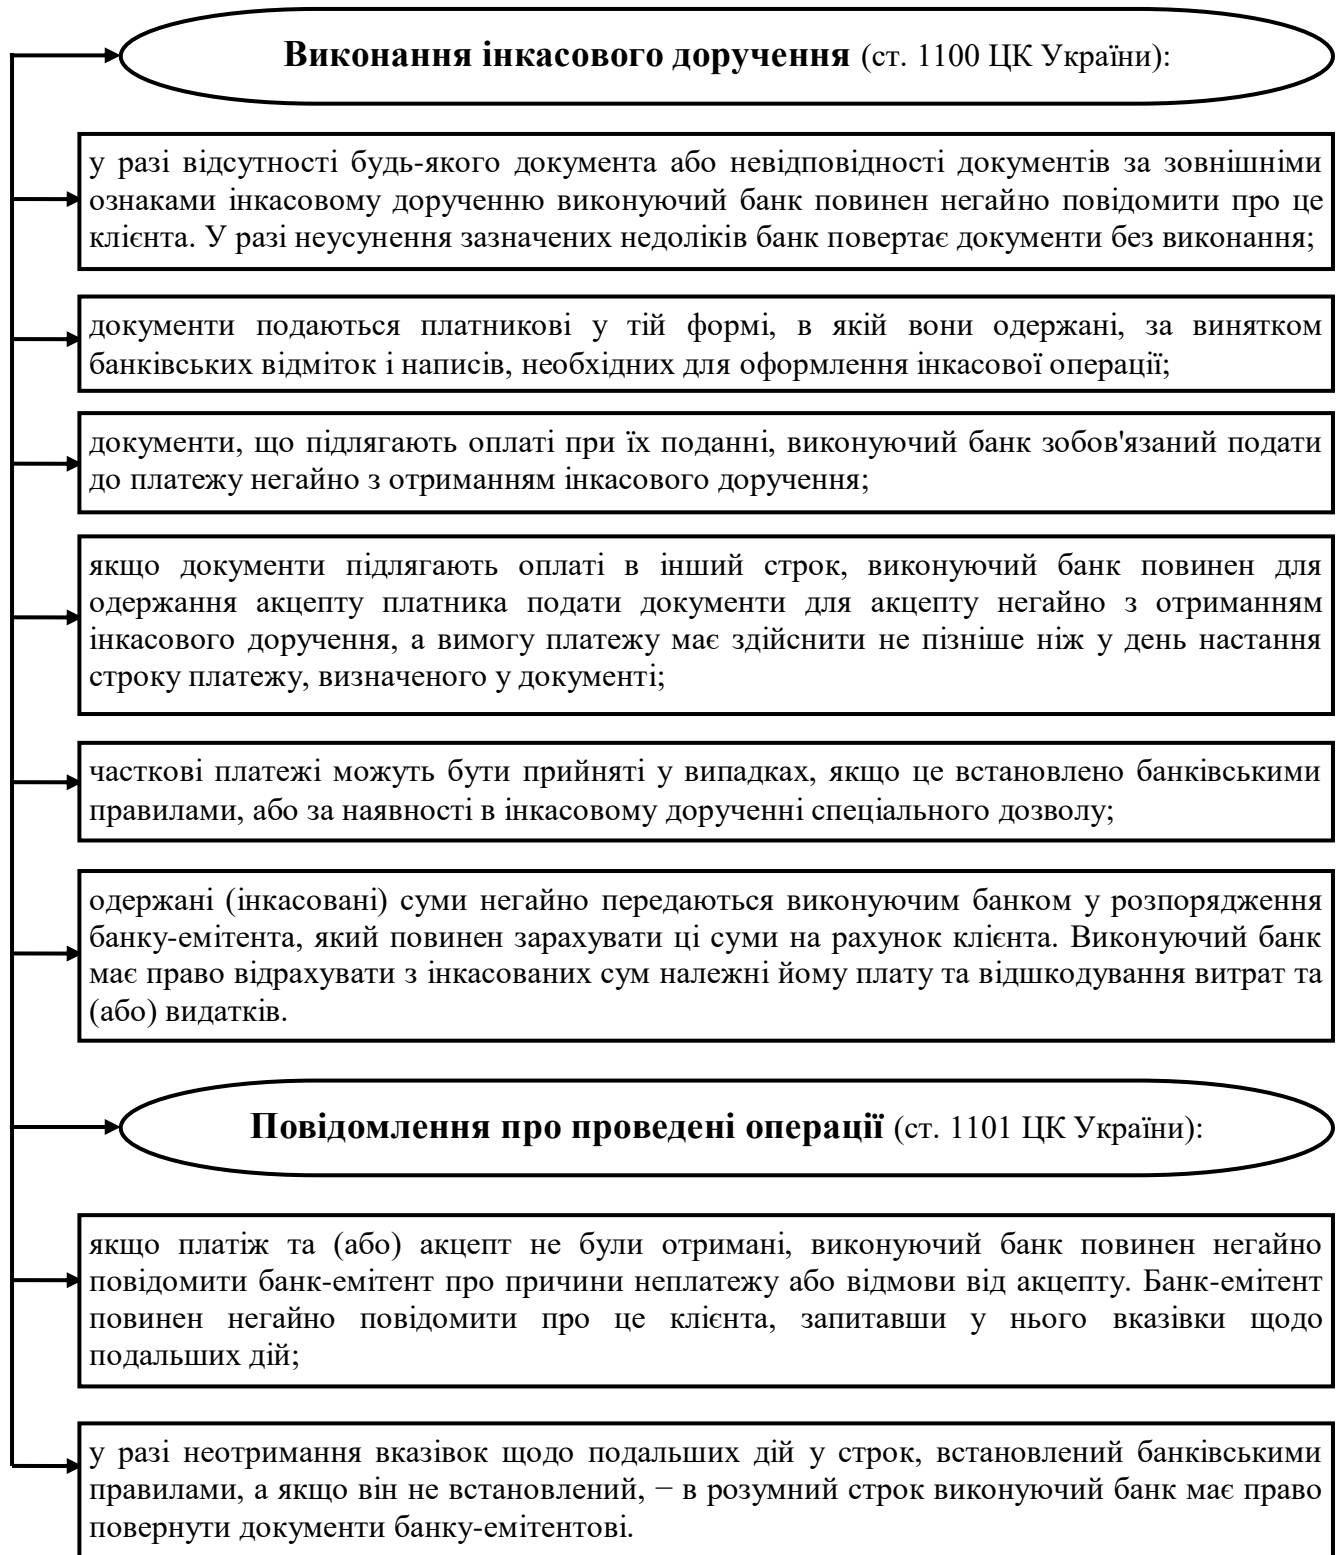 Виконання інкасового доручення (ст. 1100 ЦК України):
у разі відсутності будь-якого документа або невідповідності документів за зовнішніми
ознаками інкасовому дорученню виконуючий банк повинен негайно повідомити про це
клієнта. У разі неусунення зазначених недоліків банк повертає документи без виконання;
документи подаються платникові у тій формі, в якій вони одержані, за винятком
банківських відміток і написів, необхідних для оформлення інкасової операції;
документи, що підлягають оплаті при їх поданні, виконуючий банк зобов'язаний подати
до платежу негайно з отриманням інкасового доручення;
якщо документи підлягають оплаті в інший строк, виконуючий банк повинен для
одержання акцепту платника подати документи для акцепту негайно з отриманням
інкасового доручення, а вимогу платежу має здійснити не пізніше ніж у день настання
строку платежу, визначеного у документі;
часткові платежі можуть бути прийняті у випадках, якщо це встановлено банківськими
правилами, або за наявності в інкасовому дорученні спеціального дозволу;
одержані (інкасовані) суми негайно передаються виконуючим банком у розпорядження
банку-емітента, який повинен зарахувати ці суми на рахунок клієнта. Виконуючий банк
має право відрахувати з інкасованих сум належні йому плату та відшкодування витрат та
(або) видатків.
Повідомлення про проведені операції (ст. 1101 ЦК України):
якщо платіж та (або) акцепт не були отримані, виконуючий банк повинен негайно
повідомити банк-емітент про причини неплатежу або відмови від акцепту. Банк-емітент
повинен негайно повідомити про це клієнта, запитавши у нього вказівки щодо
подальших дій;
у разі неотримання вказівок щодо подальших дій у строк, встановлений банківськими
правилами, а якщо він не встановлений, − в розумний строк виконуючий банк має право
повернути документи банку-емітентові.